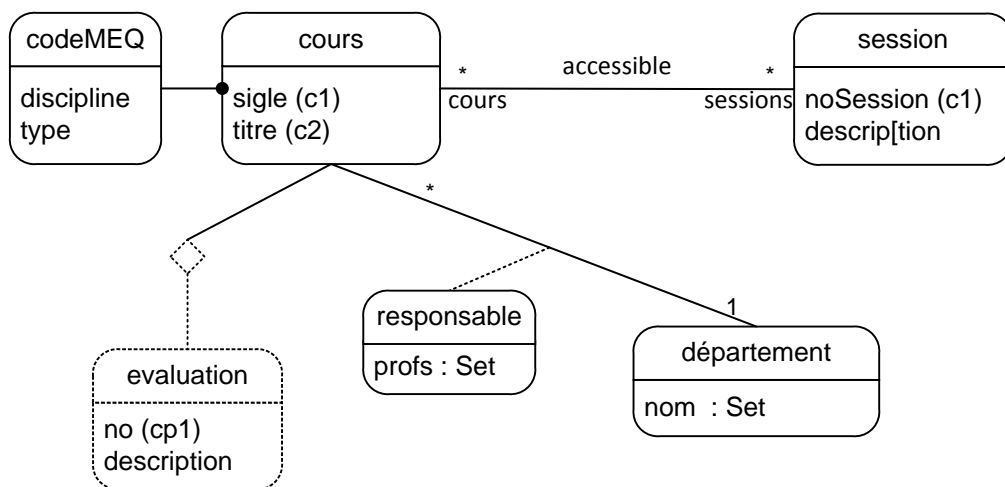 codeMEQ
discipline
type
cours
sigle (c1)
titre (c2)
* accessible *
cours sessions
session
noSession (c1)
descrip[tion
*
1
responsable
profs : Set
département
nom : Set
evaluation
no (cp1)
description